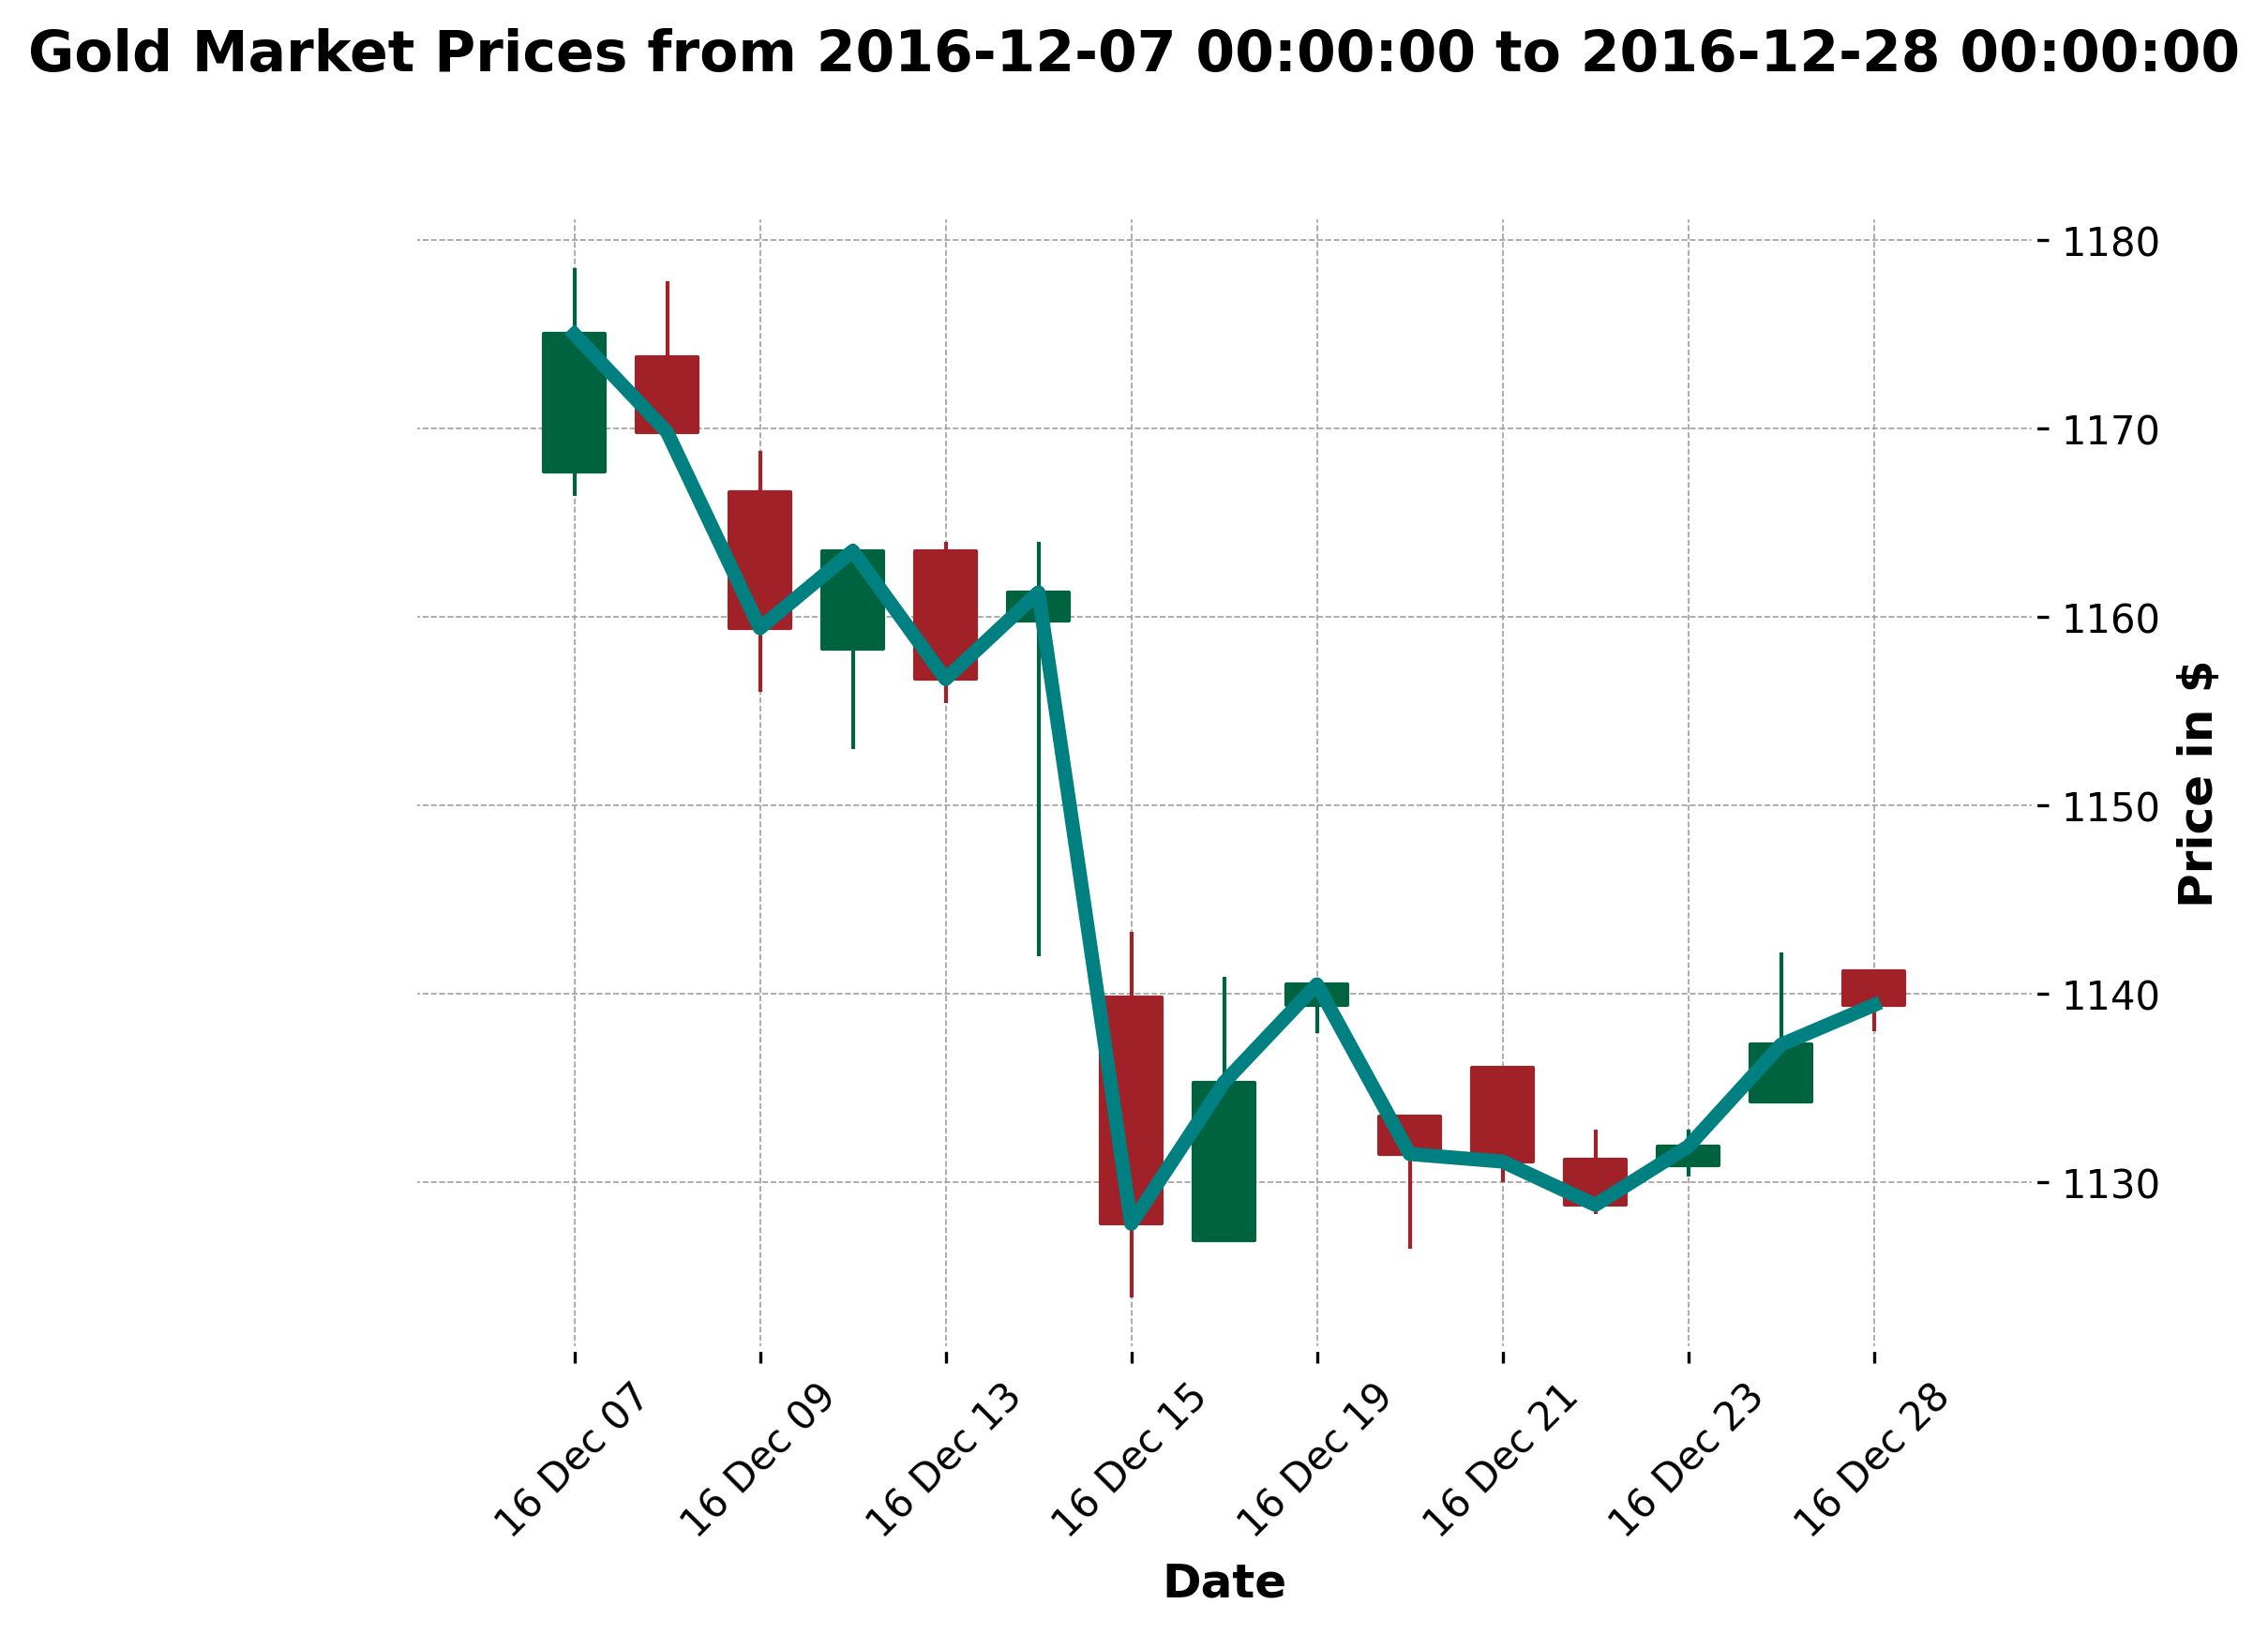 Gold Market Prices from 2016-12-07 00:00:00 to 2016-12-28 00:00:00
1180
1170
1160
1150
1140
1130
Price in $
16 Dec 07
16 Dec 09
16 Dec 13
16 Dec 15
16 Dec 19
16 Dec 21
16 Dec 23
16 Dec 28
Date